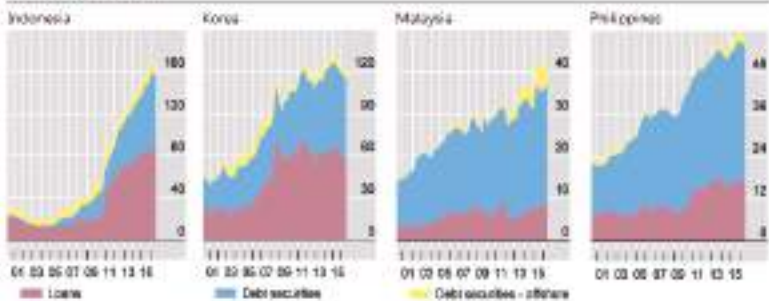 Indonesia
Korea
Malaysia
Philippines
160
120
80
40
0
120
90
60
30
0
40
30
20
10
0
48
36
24
12
0
01 03 05 07 09 11 13 15
01 03 05 07 09 11 13 15
01 03 05 07 09 11 13 15
01 03 05 07 09 11 13 15
Loans
Debt securities
Debt securities - offshore